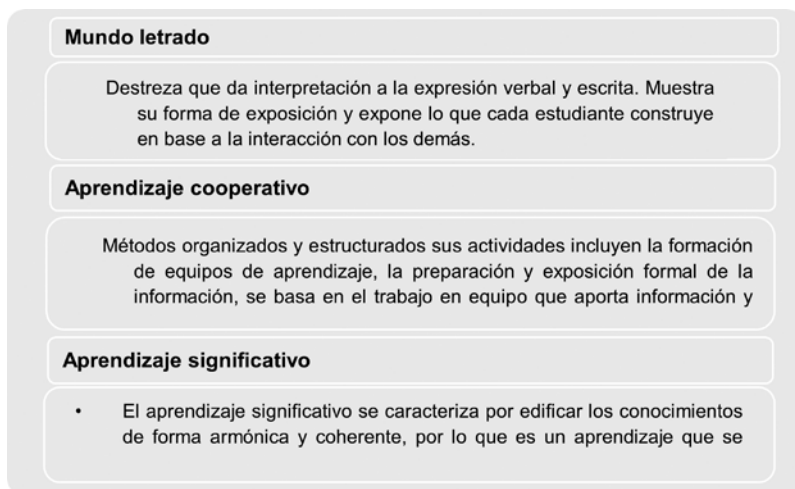 Mundo letrado
Destreza que da interpretación a la expresión verbal y escrita. Muestra
su forma de exposición y expone lo que cada estudiante construye
en base a la interacción con los demás.
Aprendizaje cooperativo
Métodos organizados y estructurados sus actividades incluyen la formación
de equipos de aprendizaje, la preparación y exposición formal de la
información, se basa en el trabajo en equipo que aporta información y
Aprendizaje significativo
• El aprendizaje significativo se caracteriza por edificar los conocimientos
de forma armónica y coherente, por lo que es un aprendizaje que se